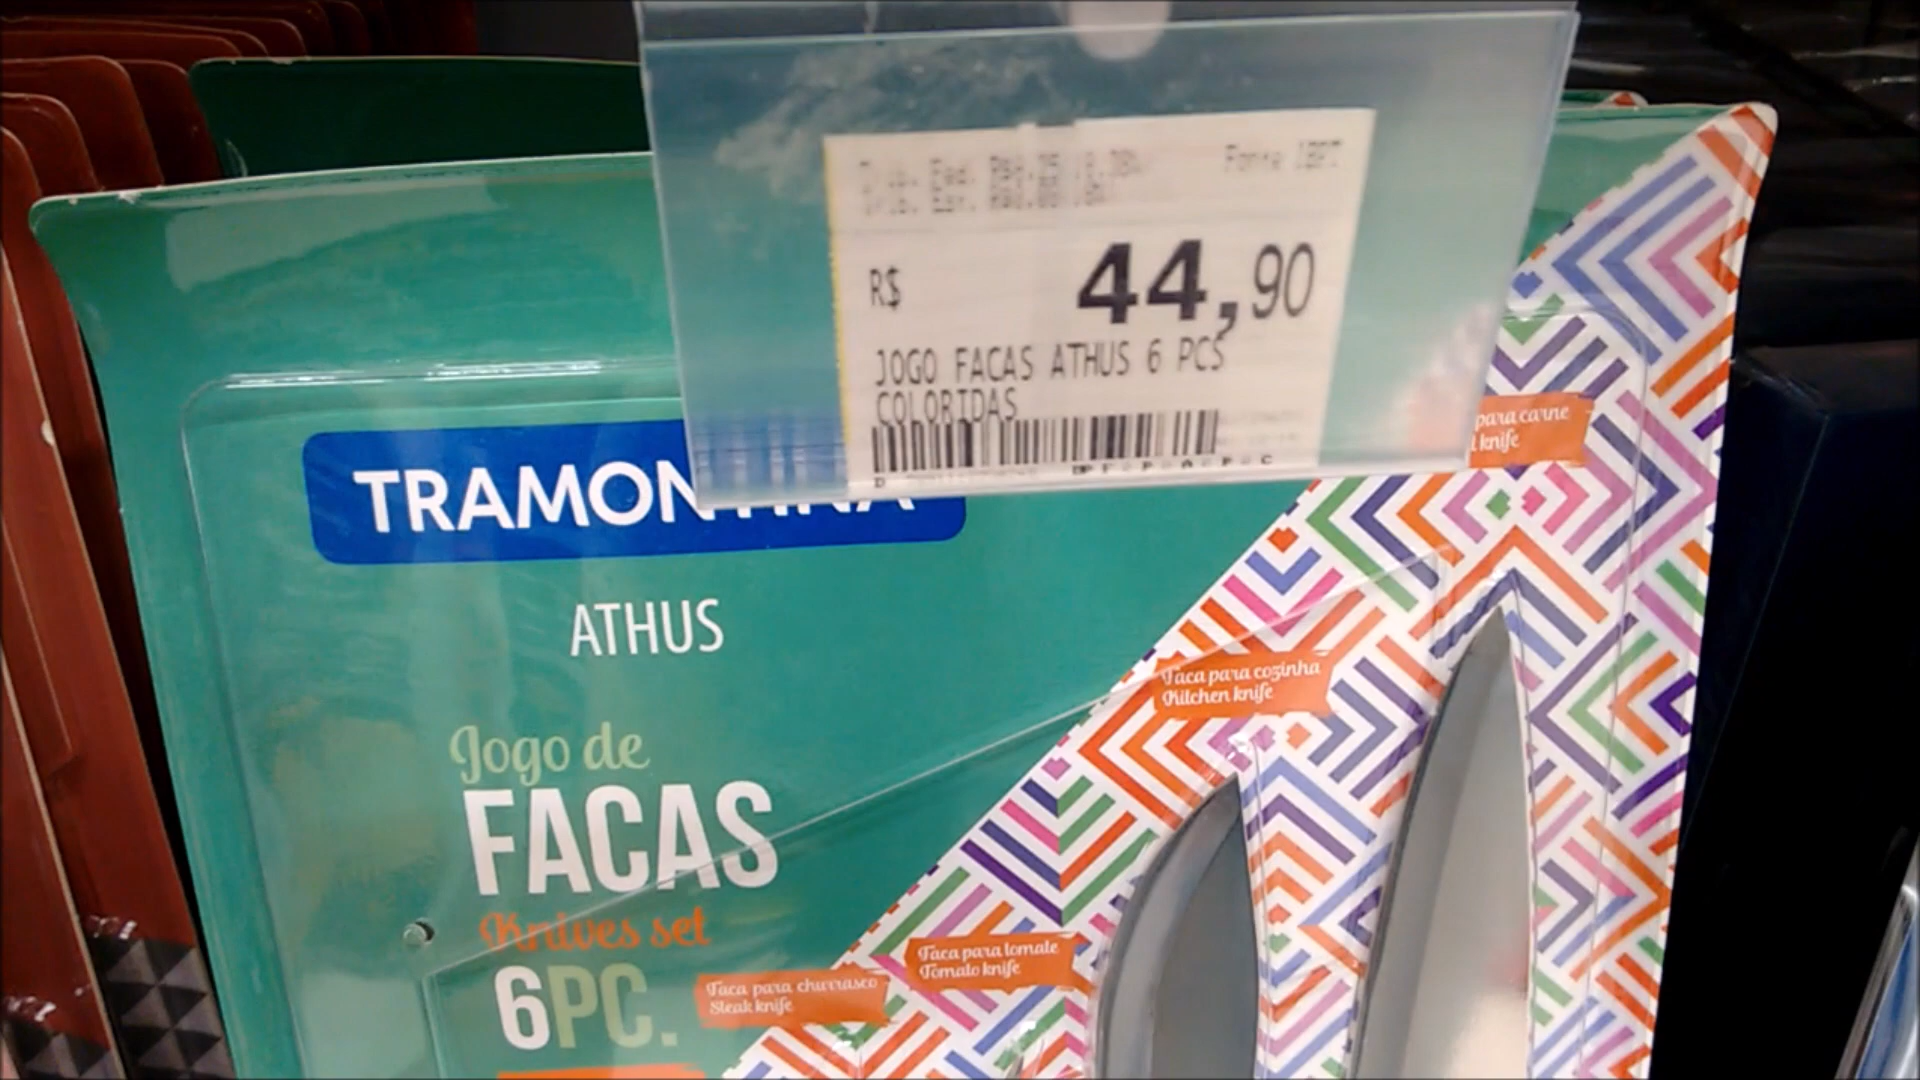 R$ 44,90
JOGO FACAS ATHUS 6 PCS
COLORIDAS
para carne
knife
TRAMONTINA
ATHUS
Faca para cozinha
Kitchen knife
Jogo de
FACAS
Knives set
6PC.
Faca para tomate
Tomato knife
Faca para churrasco
Steak knife